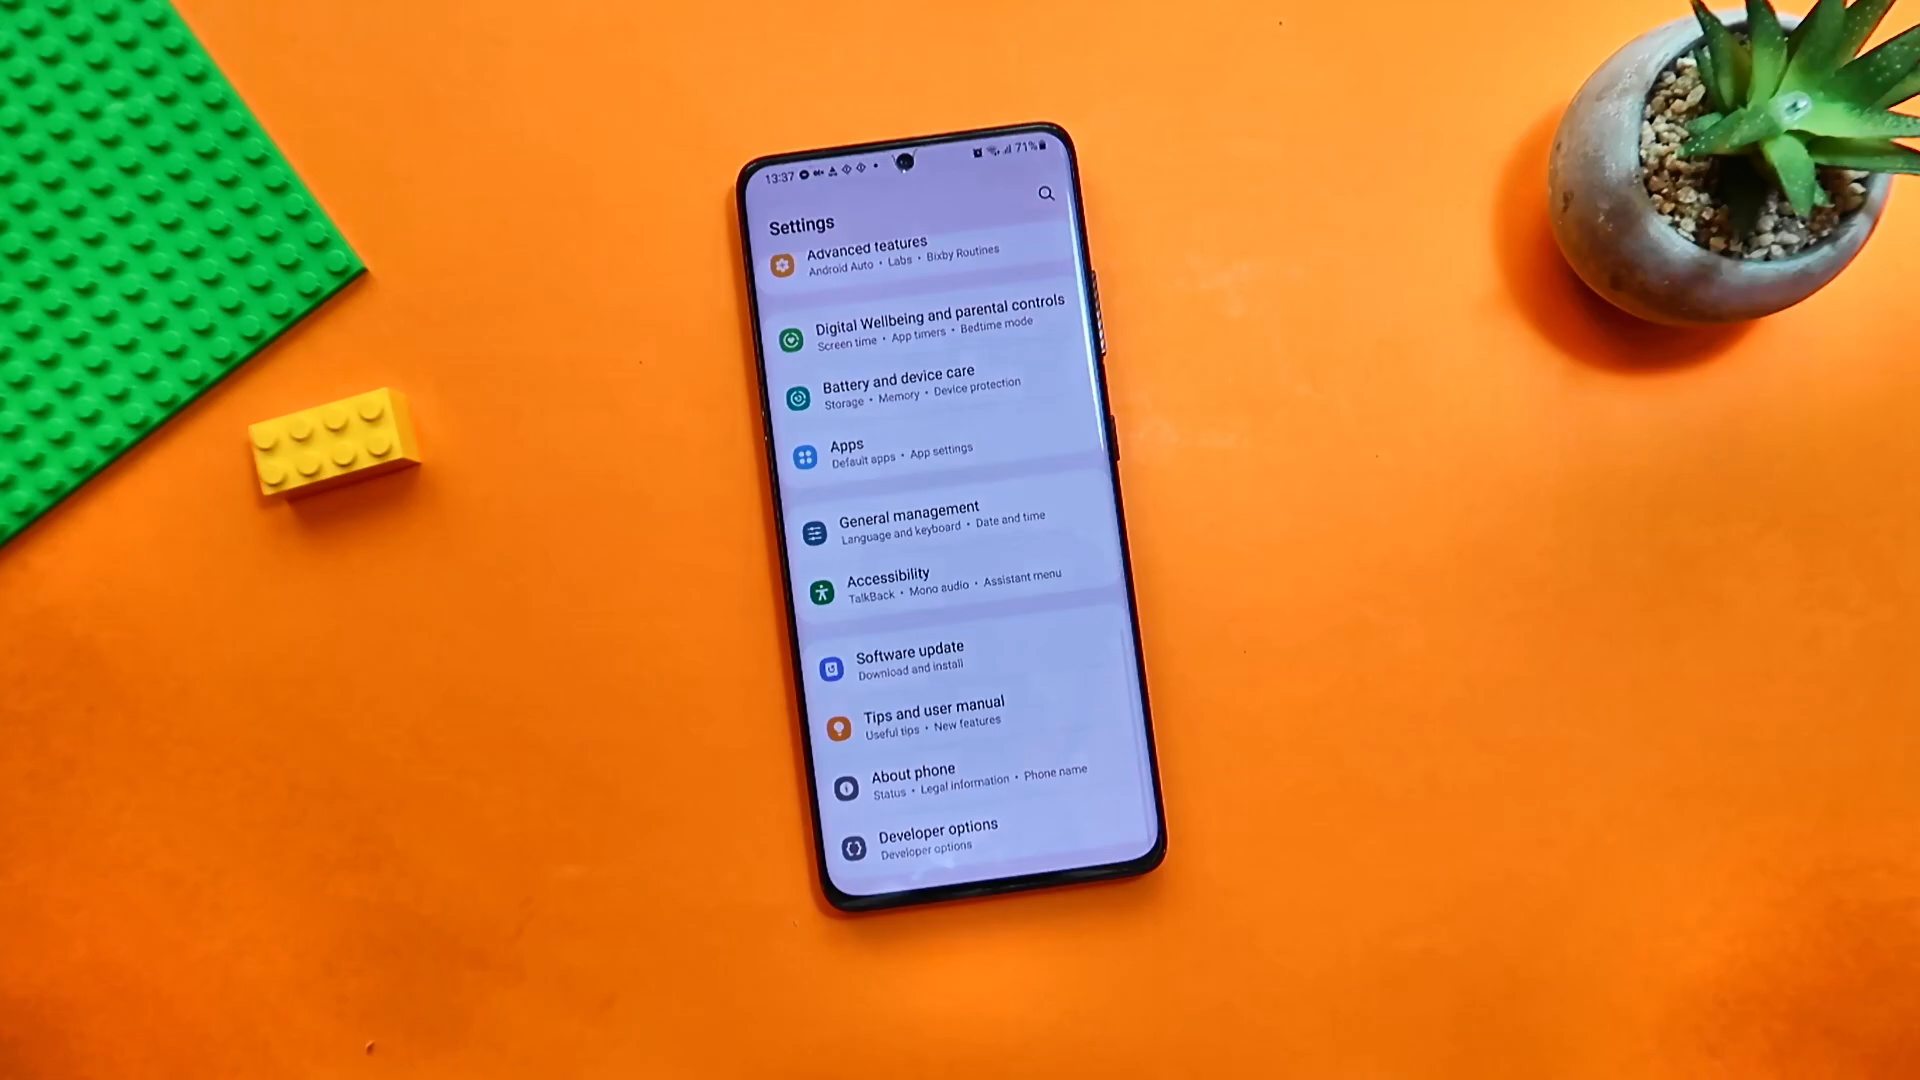 13:37 71%
Settings
Advanced features
Android Auto • Labs • Bixby Routines
Digital Wellbeing and parental controls
Screen time • App timers • Bedtime mode
Battery and device care
Storage • Memory • Device protection
Apps
Default apps • App settings
General management
Language and keyboard • Date and time
Accessibility
TalkBack • Mono audio • Assistant menu
Software update
Download and install
Tips and user manual
Useful tips • New features
About phone
Status • Legal information • Phone name
Developer options
Developer options